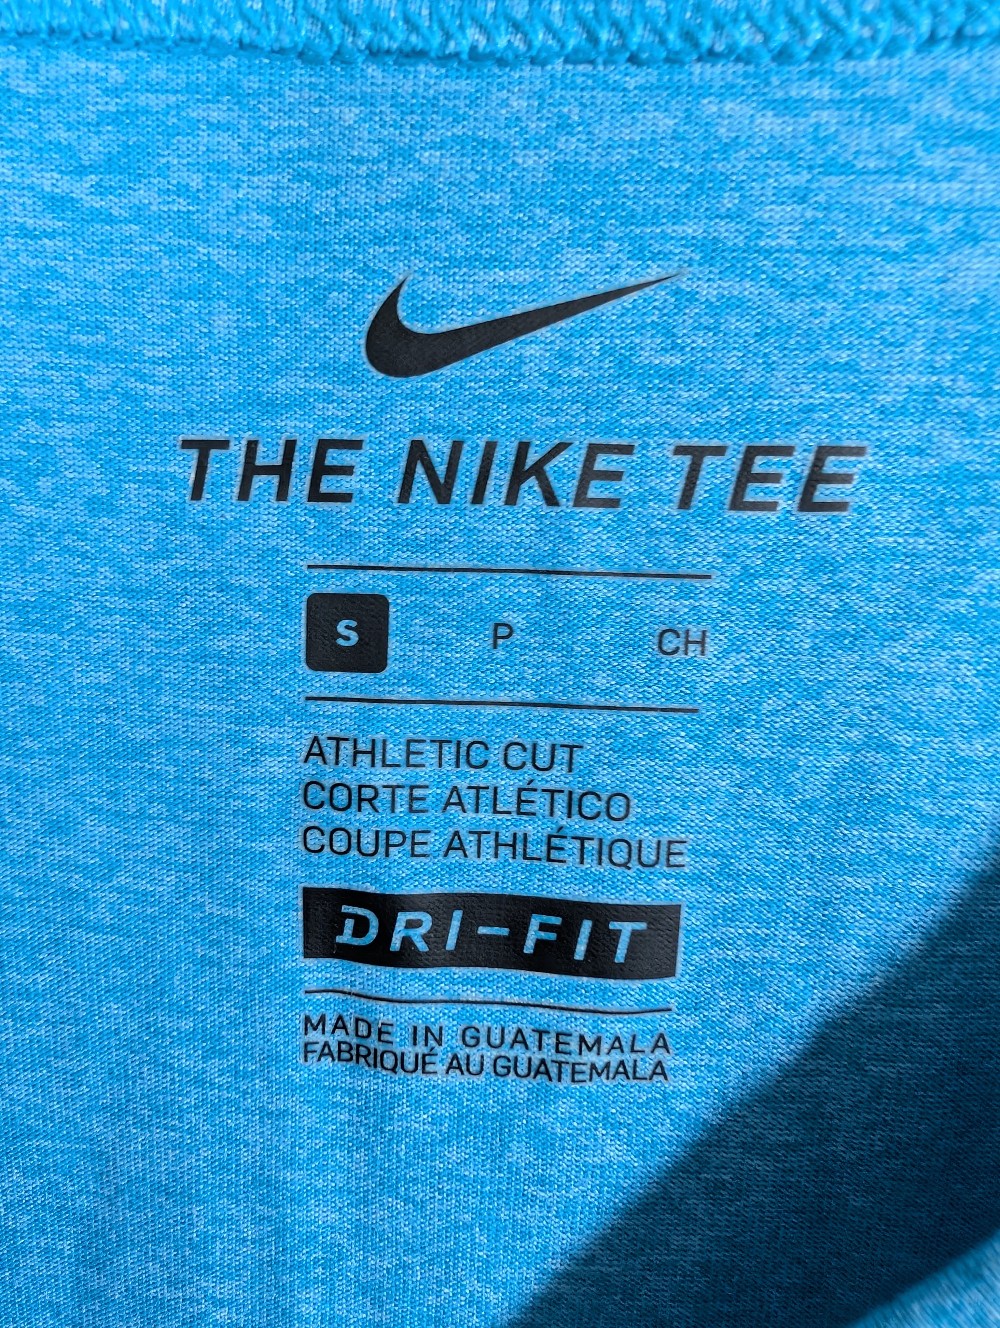 THE NIKE TEE
S P CH
ATHLETIC CUT
CORTE ATLÉTICO
COUPE ATHLÉTIQUE
DRI-FIT
MADE IN GUATEMALA
FABRIQUÉ AU GUATEMALA